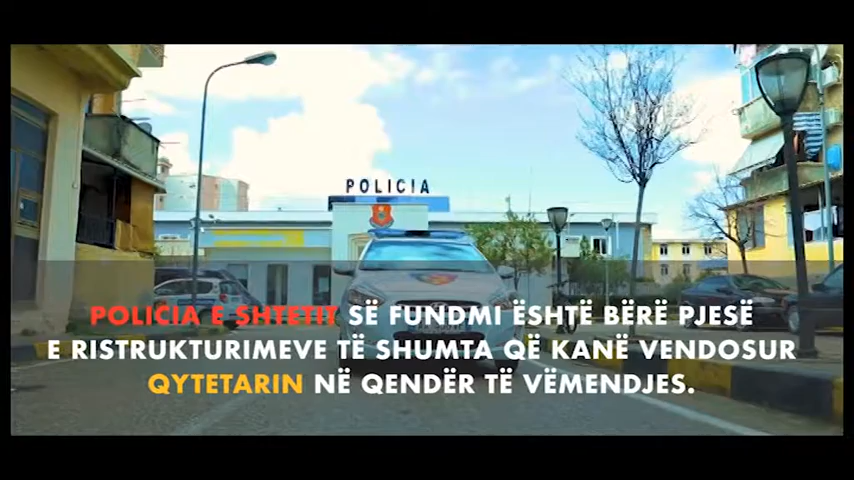 POLICIA
POLICIA E SHTETIT SË FUNDMI ËSHTË BËRË PJESË
E RISTRUKTURIMEVE TË SHUMTA QË KANË VENDOSUR
QYTETARIN NË QENDËR TË VËMENDJES.